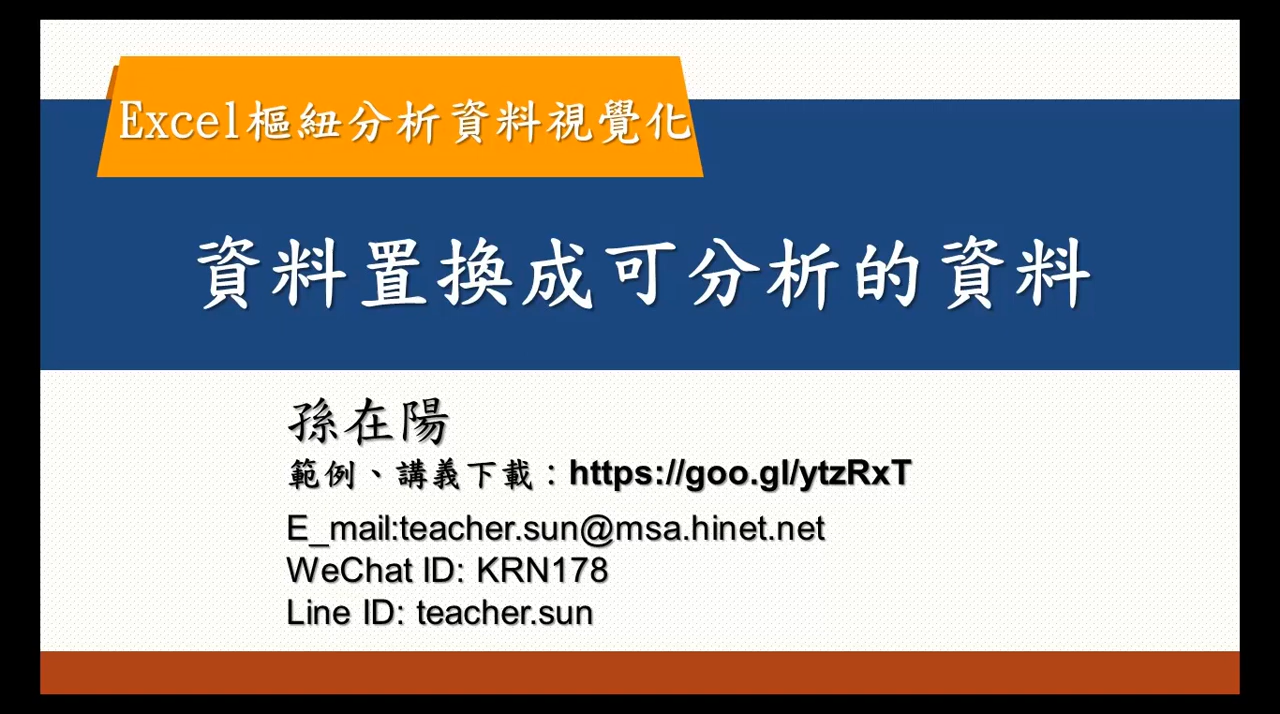 Excel樞紐分析資料視覺化
資料置換成可分析的資料
孫在陽
範例、講義下載：https://goo.gl/ytzRxT
E_mail:teacher.sun@msa.hinet.net
WeChat ID: KRN178
Line ID: teacher.sun